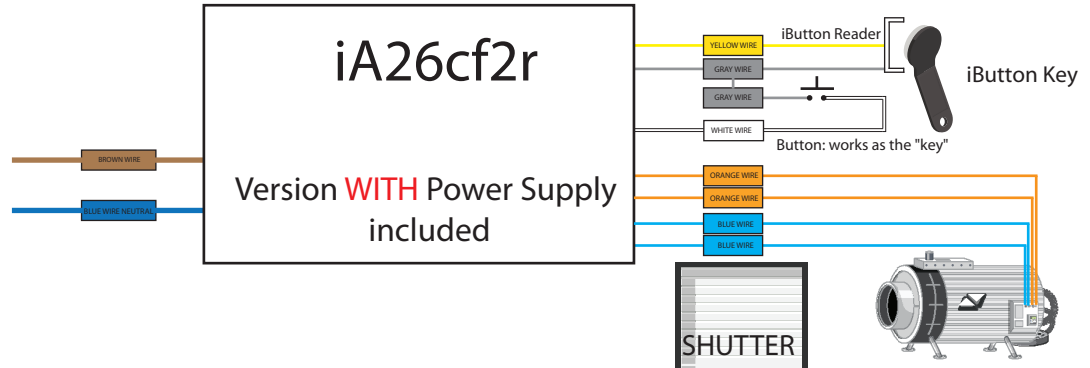 iA26cf2r
Version WITH Power Supply
included
BROWN WIRE
BLUE WIRE NEUTRAL
YELLOW WIRE
GRAY WIRE
GRAY WIRE
WHITE WIRE
iButton Reader
iButton Key
Button: works as the "key"
ORANGE WIRE
ORANGE WIRE
BLUE WIRE
BLUE WIRE
SHUTTER